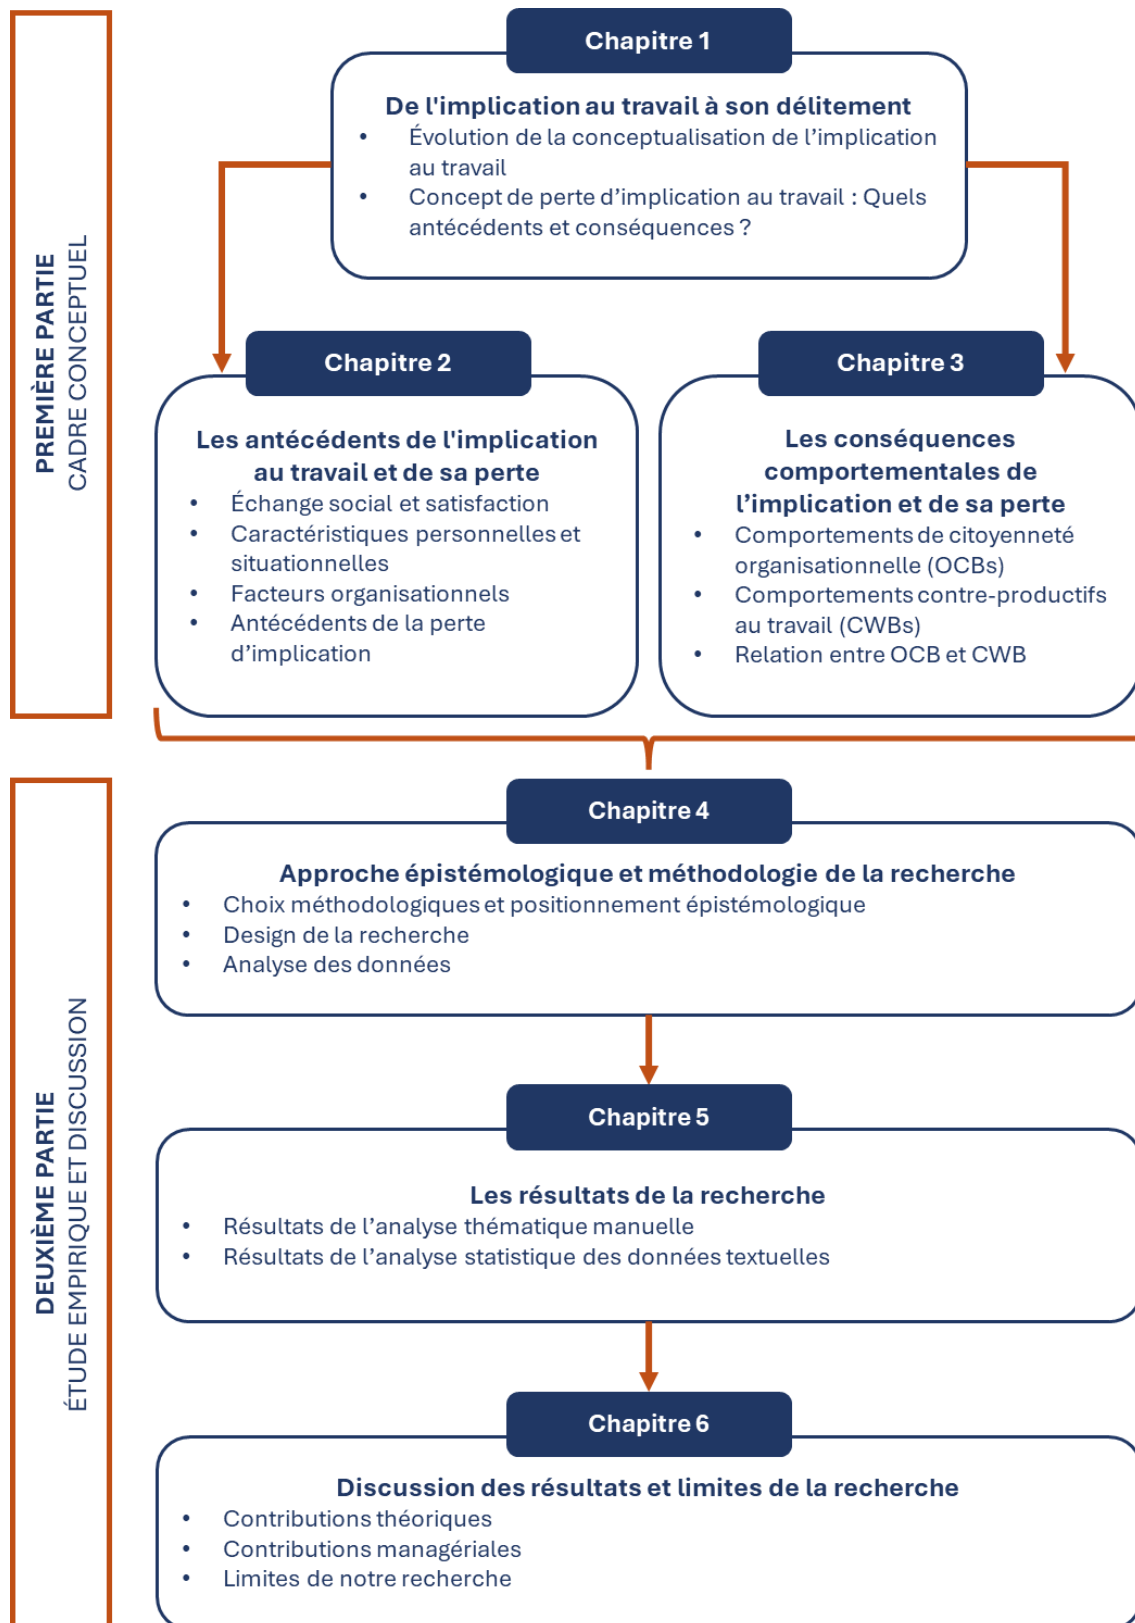 PREMIÈRE PARTIE
CADRE CONCEPTUEL
Chapitre 1
De l'implication au travail à son délitement
• Évolution de la conceptualisation de l’implication
au travail
• Concept de perte d’implication au travail : Quels
antécédents et conséquences ?
Chapitre 2
Les antécédents de l'implication
au travail et de sa perte
• Échange social et satisfaction
• Caractéristiques personnelles et
situationnelles
• Facteurs organisationnels
• Antécédents de la perte
d’implication
Chapitre 3
Les conséquences
comportementales de
l’implication et de sa perte
• Comportements de citoyenneté
organisationnelle (OCBs)
• Comportements contre-productifs
au travail (CWBs)
• Relation entre OCB et CWB
DEUXIÈME PARTIE
ÉTUDE EMPIRIQUE ET DISCUSSION
Chapitre 4
Approche épistémologique et méthodologie de la recherche
• Choix méthodologiques et positionnement épistémologique
• Design de la recherche
• Analyse des données
Chapitre 5
Les résultats de la recherche
• Résultats de l’analyse thématique manuelle
• Résultats de l’analyse statistique des données textuelles
Chapitre 6
Discussion des résultats et limites de la recherche
• Contributions théoriques
• Contributions managériales
• Limites de notre recherche